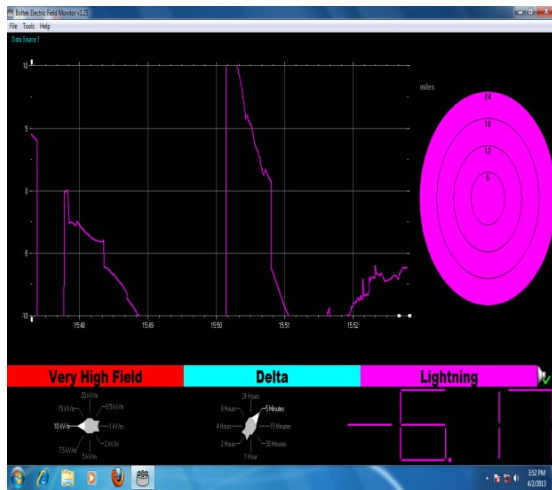 Boltek Electric Field Monitor v1.21
File Tools Help
Data Source 1
10
5
0
-5
-10
15:48
15:49
15:50
15:51
15:52
miles
24
18
12
6
Very High Field
Delta
Lightning
20 kV/m
15 kV/m
0.5 kV/m
10 kV/m
1 kV/m
7.5 kV/m
2 kV/m
5 kV/m
24 Hours
8 Hours
5 Minutes
4 Hours
15 Minutes
2 Hours
30 Minutes
1 Hour
-6.17
3:52 PM
4/2/2013